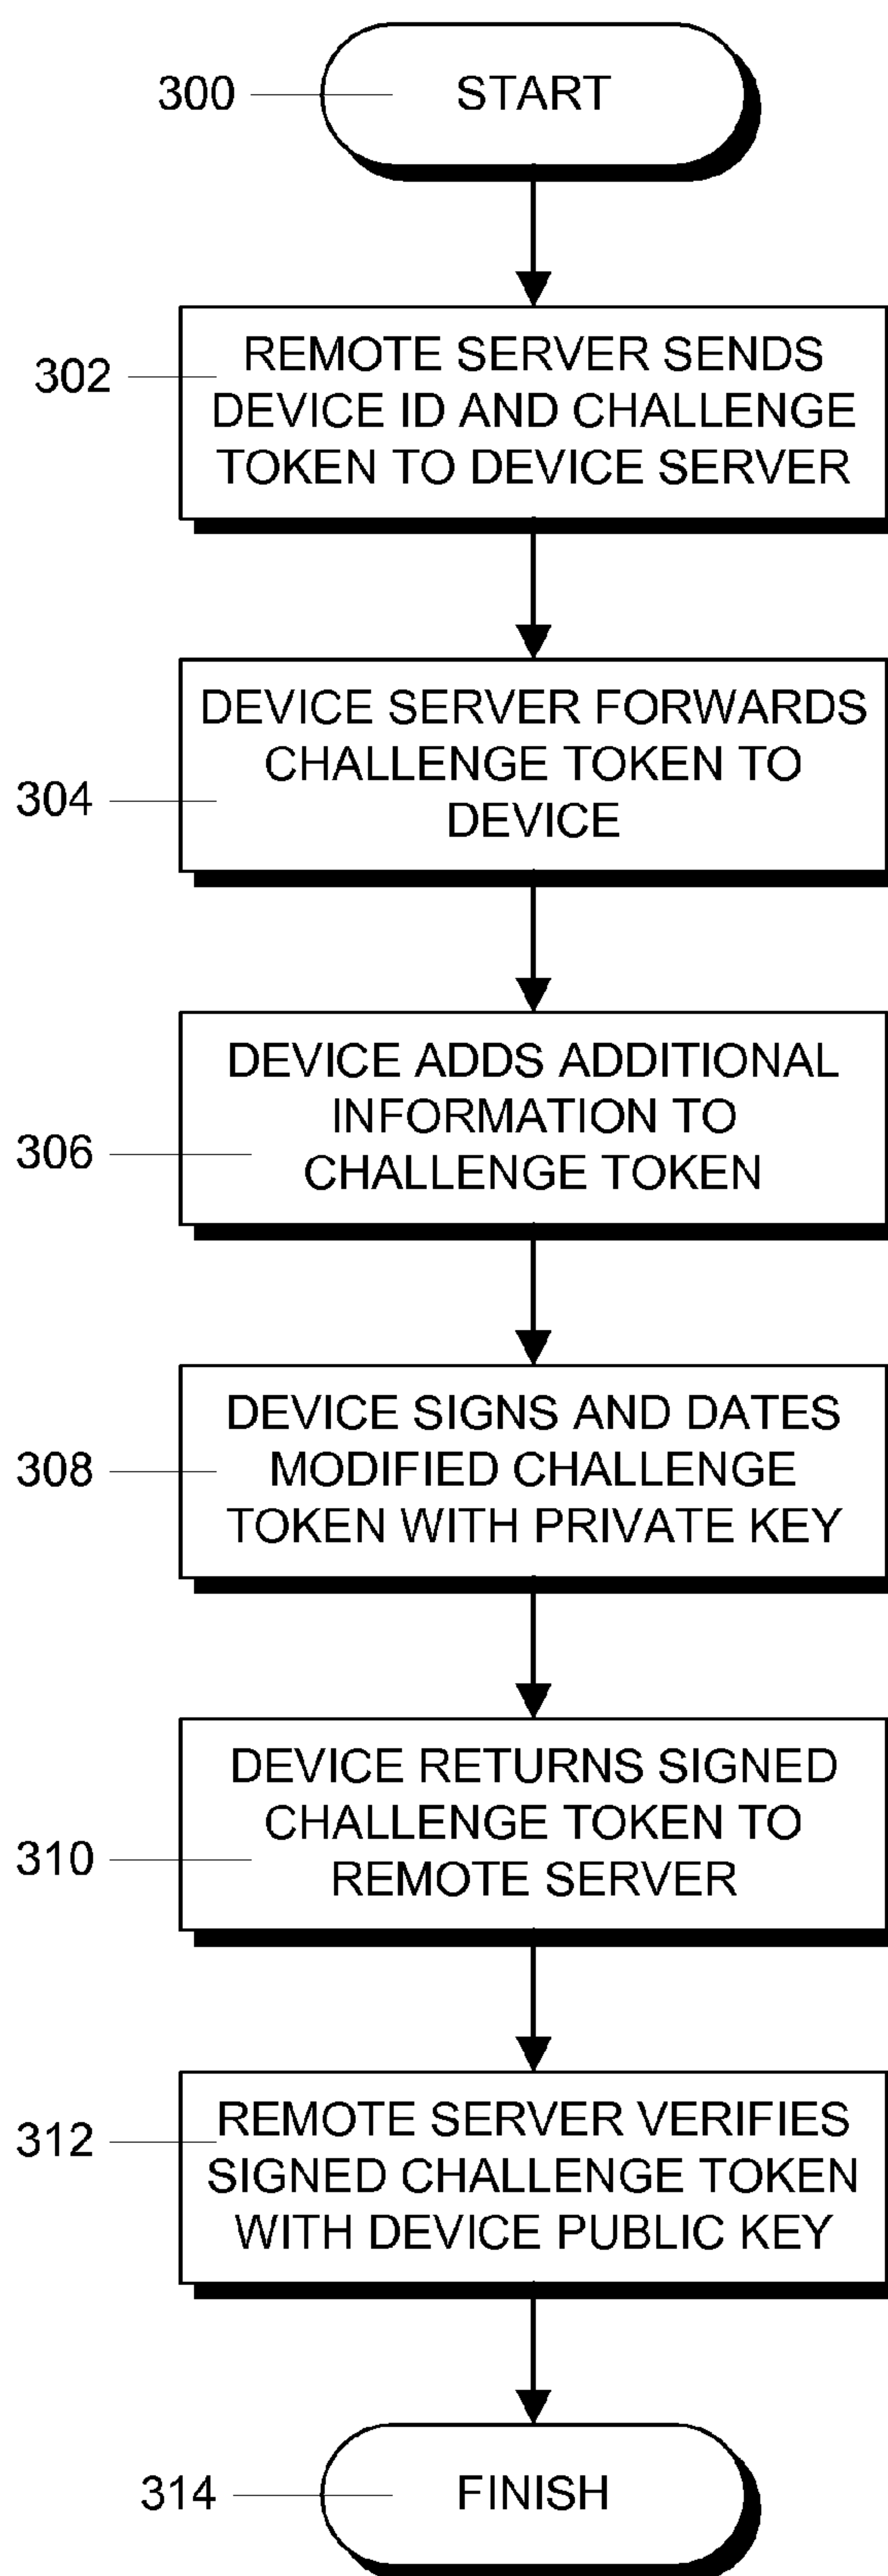 300
START
302
REMOTE SERVER SENDS
DEVICE ID AND CHALLENGE
TOKEN TO DEVICE SERVER
304
DEVICE SERVER FORWARDS
CHALLENGE TOKEN TO
DEVICE
306
DEVICE ADDS ADDITIONAL
INFORMATION TO
CHALLENGE TOKEN
308
DEVICE SIGNS AND DATES
MODIFIED CHALLENGE
TOKEN WITH PRIVATE KEY
310
DEVICE RETURNS SIGNED
CHALLENGE TOKEN TO
REMOTE SERVER
312
REMOTE SERVER VERIFIES
SIGNED CHALLENGE TOKEN
WITH DEVICE PUBLIC KEY
314
FINISH